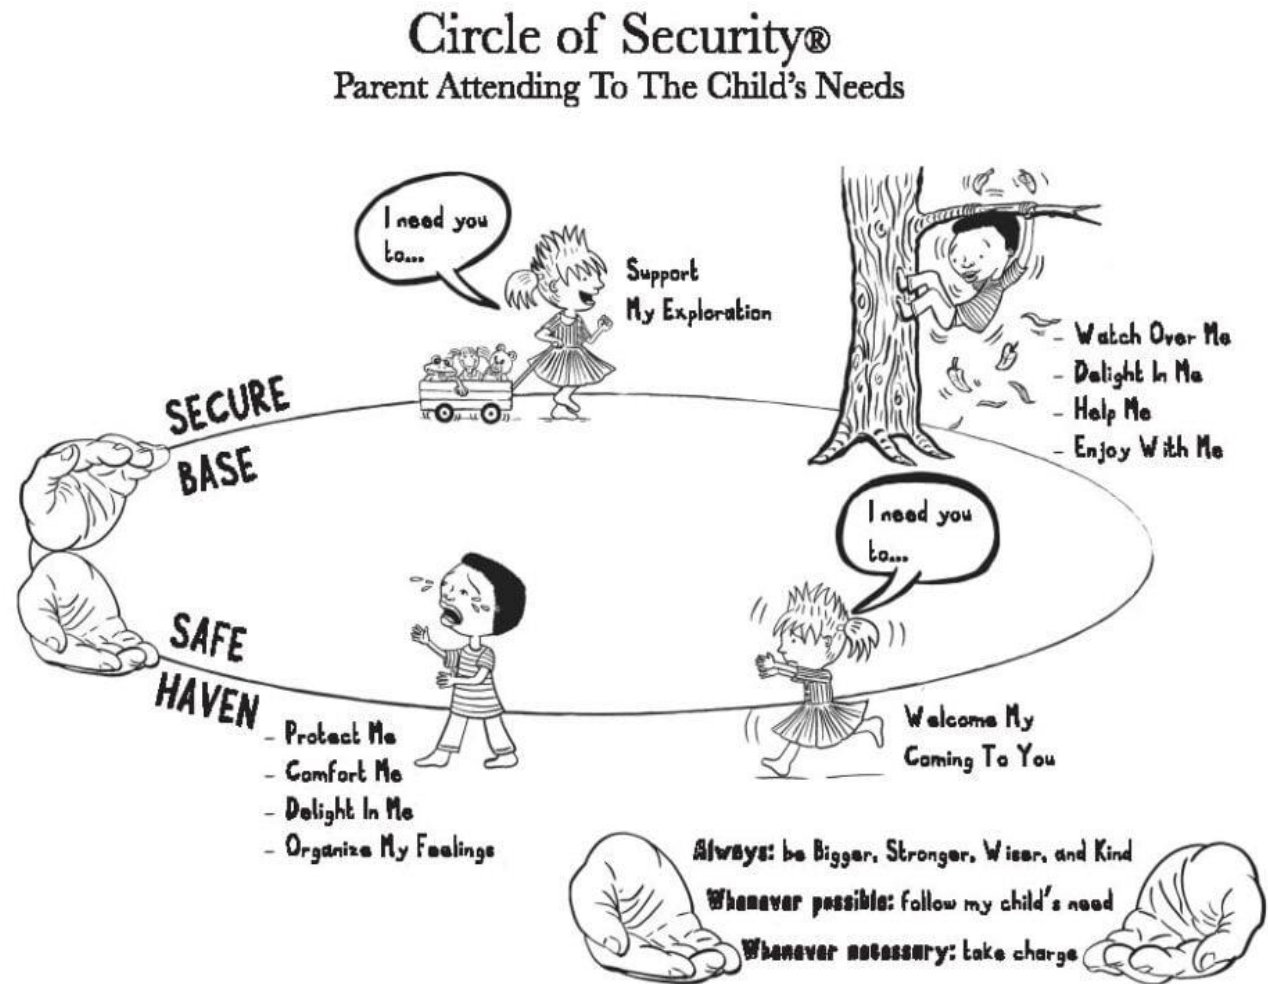 Circle of Security®
Parent Attending To The Child's Needs
I need you
to...
Support
My Exploration
- Watch Over Me
- Delight In Me
- Help Me
- Enjoy With Me
SECURE
BASE
I need you
to...
SAFE
HAVEN
- Protect Me
- Comfort Me
- Delight In Me
- Organize My Feelings
Welcome My
Coming To You
Always: be Bigger, Stronger, Wiser, and Kind
Whenever possible: follow my child's need
Whenever necessary: take charge